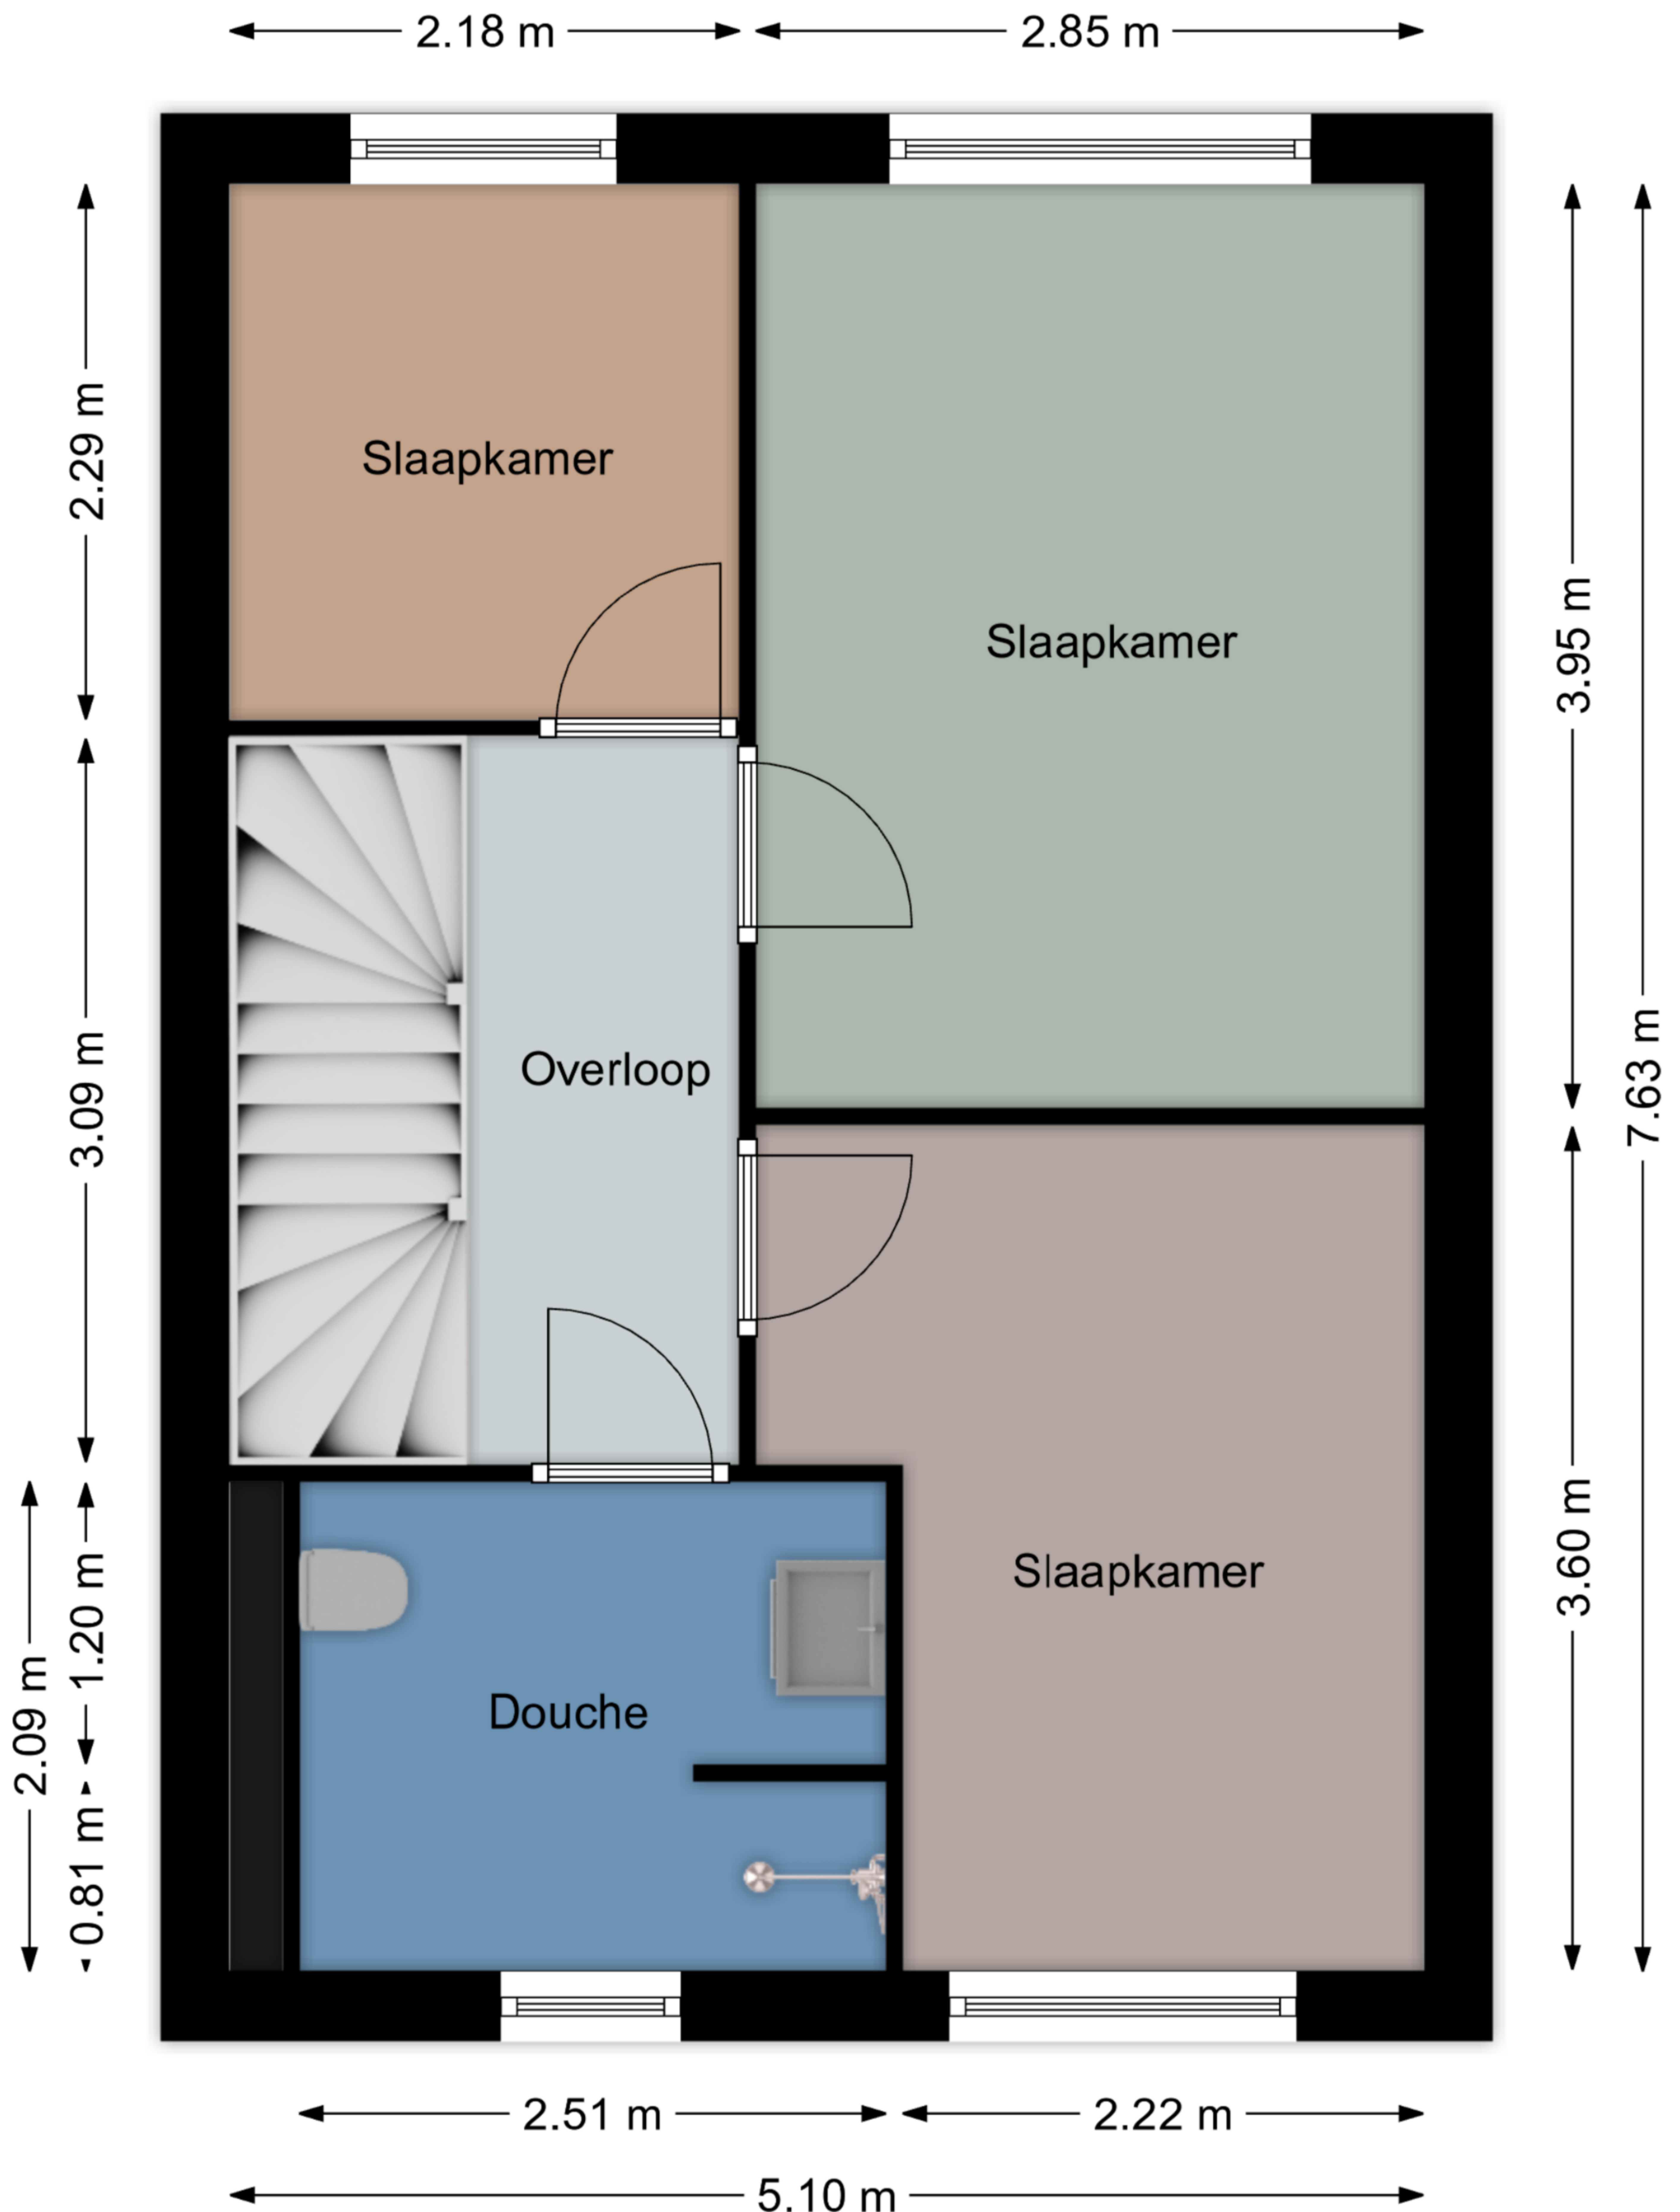 2.18 m
2.85 m
2.29 m
Slaapkamer
Slaapkamer
3.95 m
7.63 m
3.09 m
Overloop
Slaapkamer
3.60 m
1.20 m
2.09 m
Douche
0.81 m
2.51 m
2.22 m
5.10 m